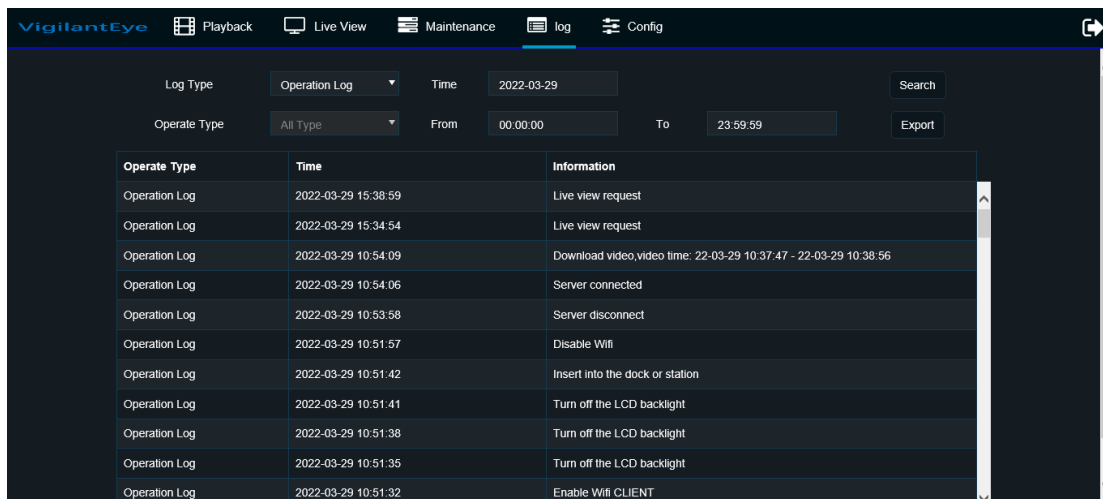 VigilantEye Playback Live View Maintenance log Config
Log Type Operation Log Time 2022-03-29 Search
Operate Type All Type From 00:00:00 To 23:59:59 Export
Operate Type Time Information
Operation Log 2022-03-29 15:38:59 Live view request
Operation Log 2022-03-29 15:34:54 Live view request
Operation Log 2022-03-29 10:54:09 Download video,video time: 22-03-29 10:37:47 - 22-03-29 10:38:56
Operation Log 2022-03-29 10:54:06 Server connected
Operation Log 2022-03-29 10:53:58 Server disconnect
Operation Log 2022-03-29 10:51:57 Disable Wifi
Operation Log 2022-03-29 10:51:42 Insert into the dock or station
Operation Log 2022-03-29 10:51:41 Turn off the LCD backlight
Operation Log 2022-03-29 10:51:38 Turn off the LCD backlight
Operation Log 2022-03-29 10:51:35 Turn off the LCD backlight
Operation Log 2022-03-29 10:51:32 Enable Wifi CLIENT